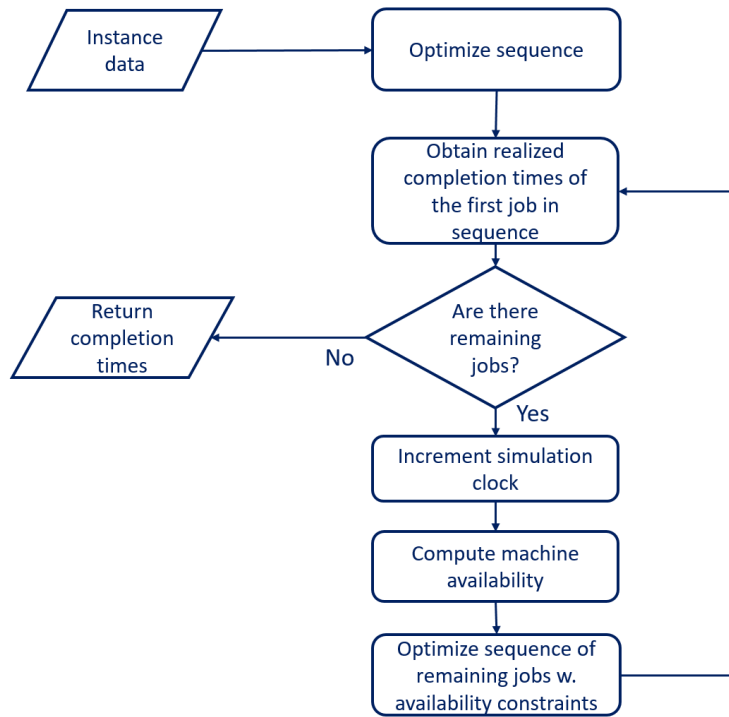 Instance
data
Optimize sequence
Obtain realized
completion times of
the first job in
sequence
Are there
remaining
jobs?
Return
completion
times
No
Yes
Increment simulation
clock
Compute machine
availability
Optimize sequence of
remaining jobs w.
availability constraints